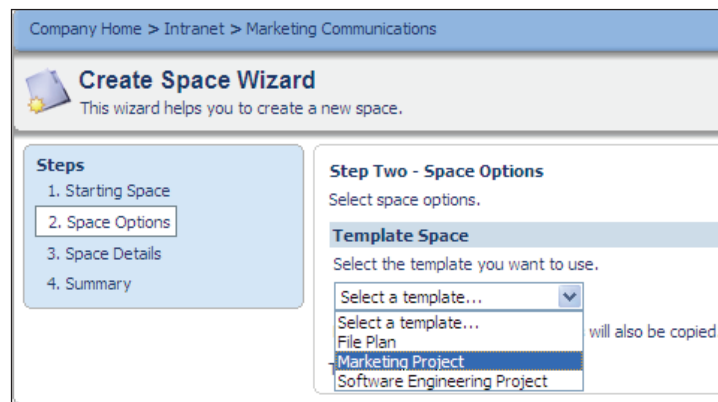 Company Home > Intranet > Marketing Communications
Create Space Wizard
This wizard helps you to create a new space.
Steps
1. Starting Space
2. Space Options
3. Space Details
4. Summary
Step Two - Space Options
Select space options.
Template Space
Select the template you want to use.
Select a template...
Select a template...
File Plan
will also be copied
Marketing Project
Software Engineering Project